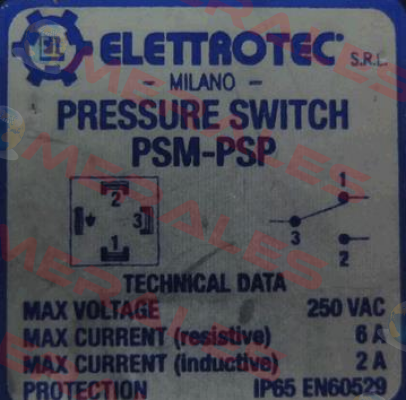 ELETTROTEC S.R.L.
- MILANO -
PRESSURE SWITCH
PSM-PSP
2
3
1
1
3
2
TECHNICAL DATA
MAX VOLTAGE 250 VAC
MAX CURRENT (resistive) 6 A
MAX CURRENT (inductive) 2 A
PROTECTION IP65 EN60529